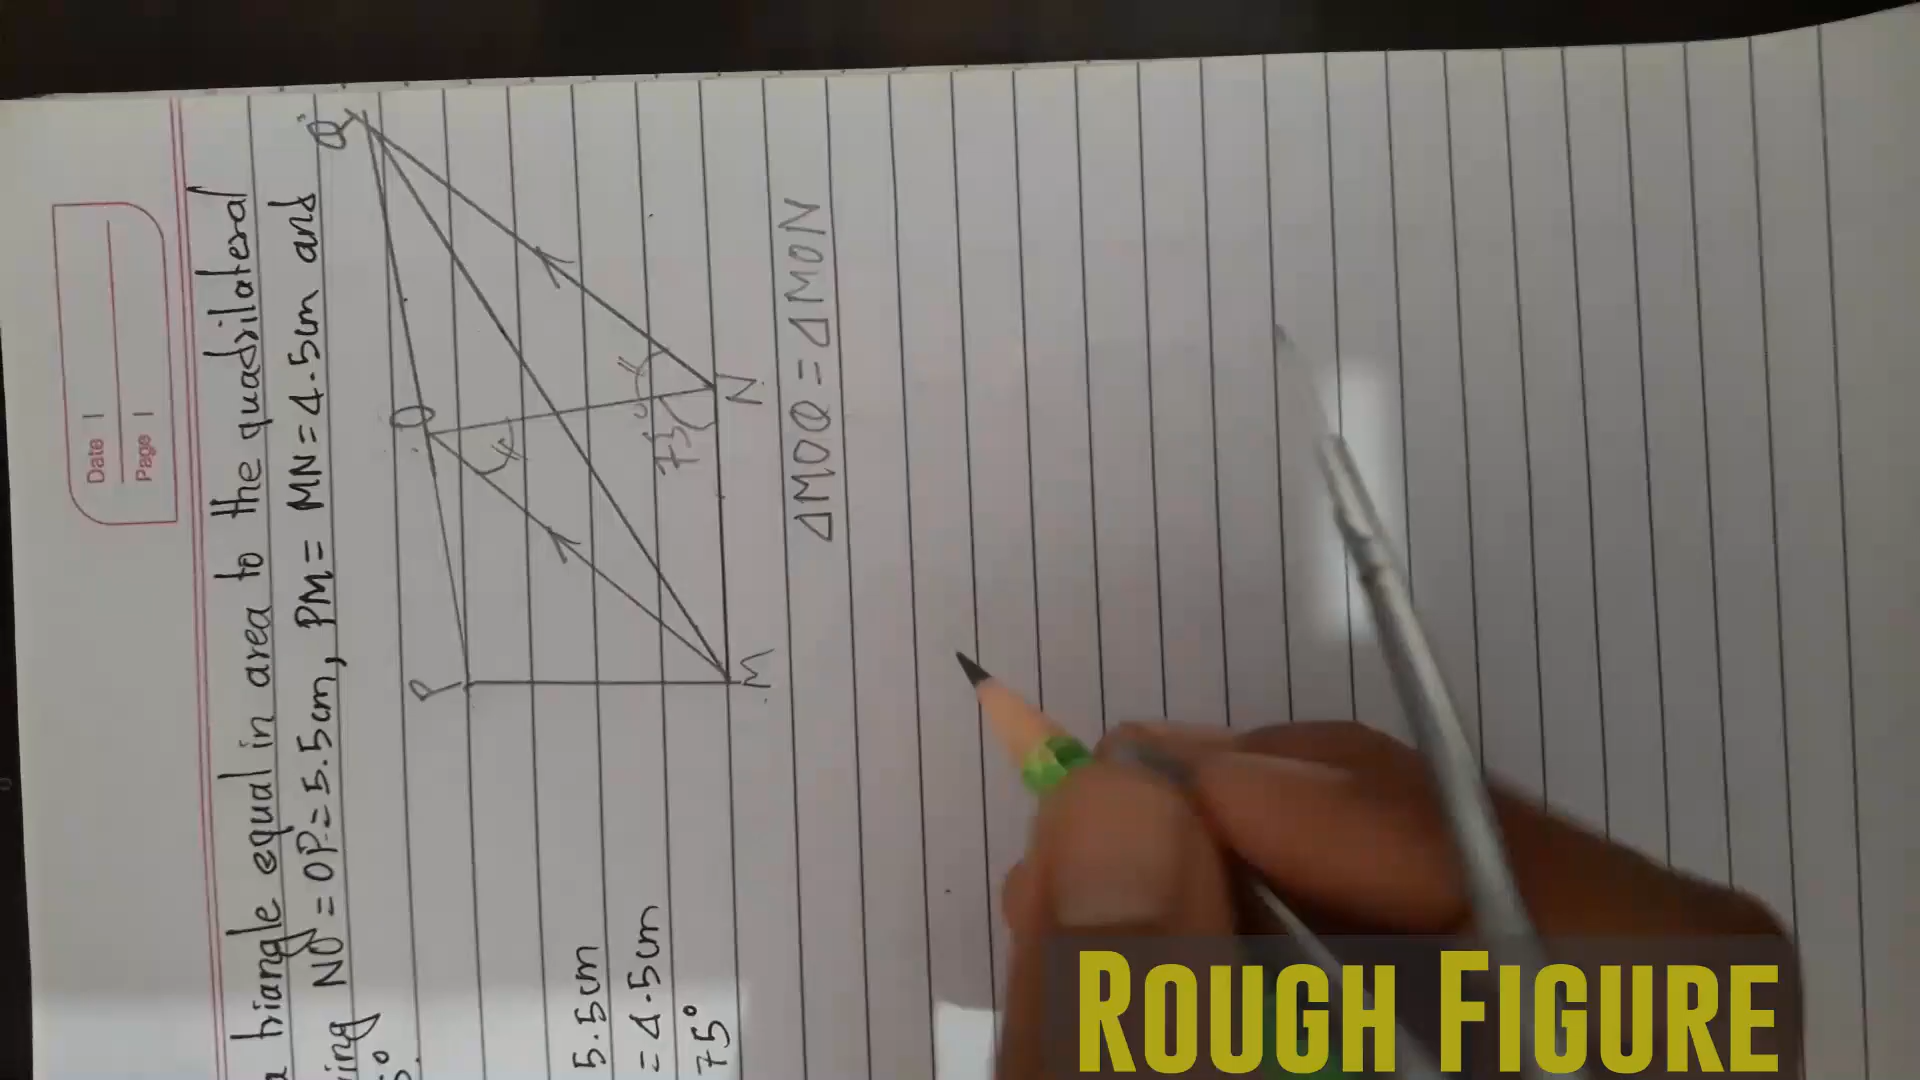 Date
Page
triangle equal in area to the quadrilateral
NO = OP = 5.5cm, PM = MN = 4.5cm and
Q
O
P
75°
N
M
5.5cm
= 4.5cm
75°
ΔMOQ = ΔMON
ROUGH FIGURE